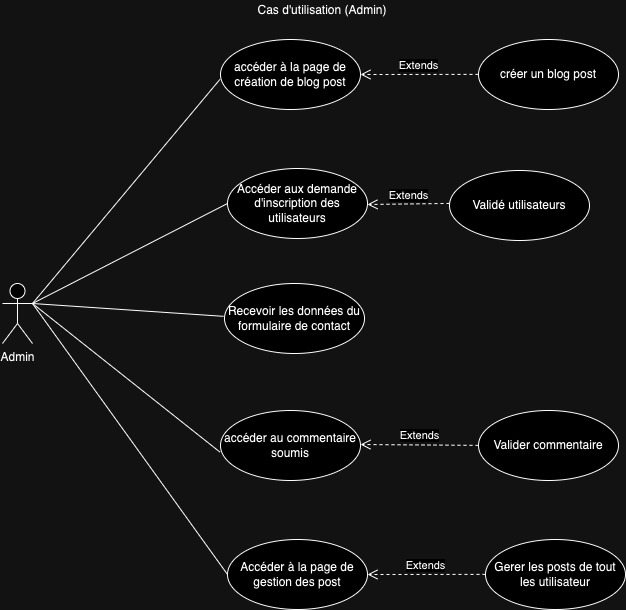 Cas d'utilisation (Admin)
accéder à la page de
création de blog post
Extends
créer un blog post
Accéder aux demande
d'inscription des
utilisateurs
Extends
Validé utilisateurs
Recevoir les données du
formulaire de contact
Admin
accéder au commentaire
soumis
Extends
Valider commentaire
Accéder à la page de
gestion des post
Extends
Gerer les posts de tout
les utilisateur